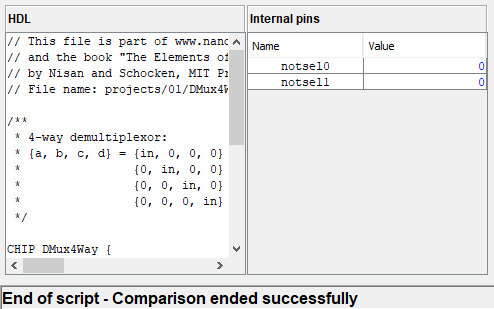 HDL
// This file is part of www.nand
// and the book "The Elements of
// by Nisan and Schocken, MIT Pr
// File name: projects/01/DMux4W
/**
* 4-way demultiplexor:
* {a, b, c, d} = {in, 0, 0, 0}
* {0, in, 0, 0}
* {0, 0, in, 0}
* {0, 0, 0, in}
*/
CHIP DMux4Way {
Internal pins
Name Value
notsel0 0
notsel1 0
End of script - Comparison ended successfully